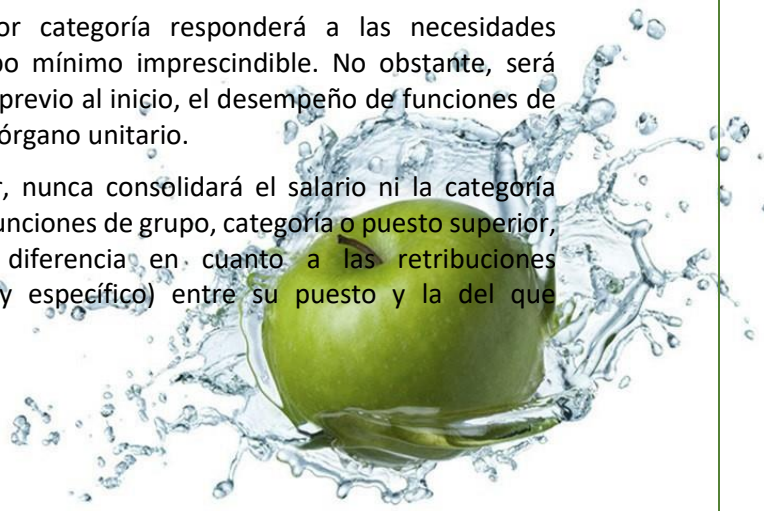 or categoría responderá a las necesidades
po mínimo imprescindible. No obstante, será
previo al inicio, el desempeño de funciones de
órgano unitario.
r, nunca consolidará el salario ni la categoría
unciones de grupo, categoría o puesto superior,
diferencia en cuanto a las retribuciones
y específico) entre su puesto y la del que